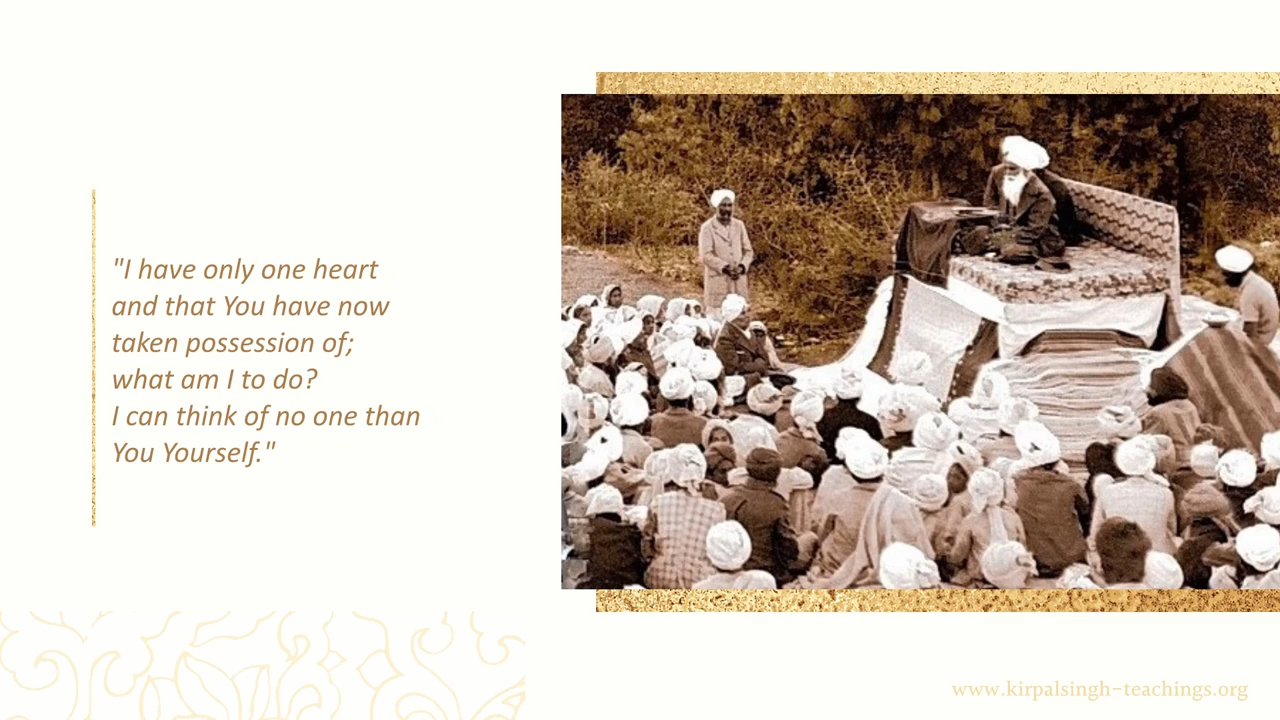 "I have only one heart
and that You have now
taken possession of;
what am I to do?
I can think of no one than
You Yourself."
www.kirpalsingh-teachings.org